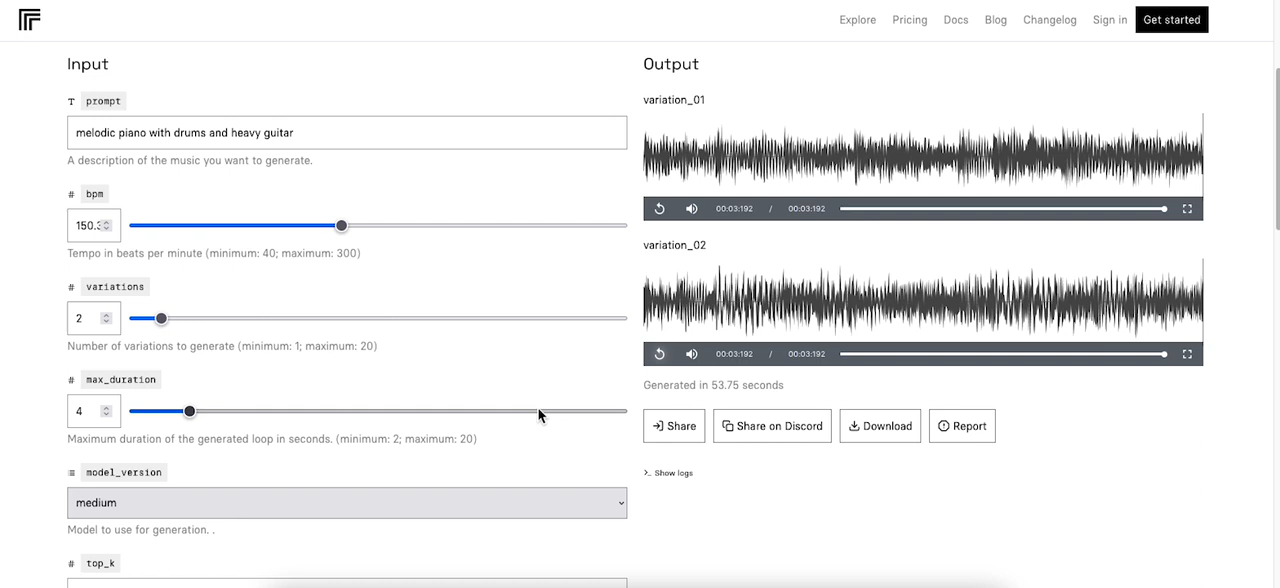 Explore Pricing Docs Blog Changelog Sign in Get started
Input
T prompt
melodic piano with drums and heavy guitar
A description of the music you want to generate.
# bpm
150.
Tempo in beats per minute (minimum: 40; maximum: 300)
# variations
2
Number of variations to generate (minimum: 1; maximum: 20)
# max_duration
4
Maximum duration of the generated loop in seconds. (minimum: 2; maximum: 20)
model_version
medium
Model to use for generation. .
# top_k
Output
variation_01
00:03:192 / 00:03:192
variation_02
00:03:192 / 00:03:192
Generated in 53.75 seconds
Share Share on Discord Download Report
>_ Show logs